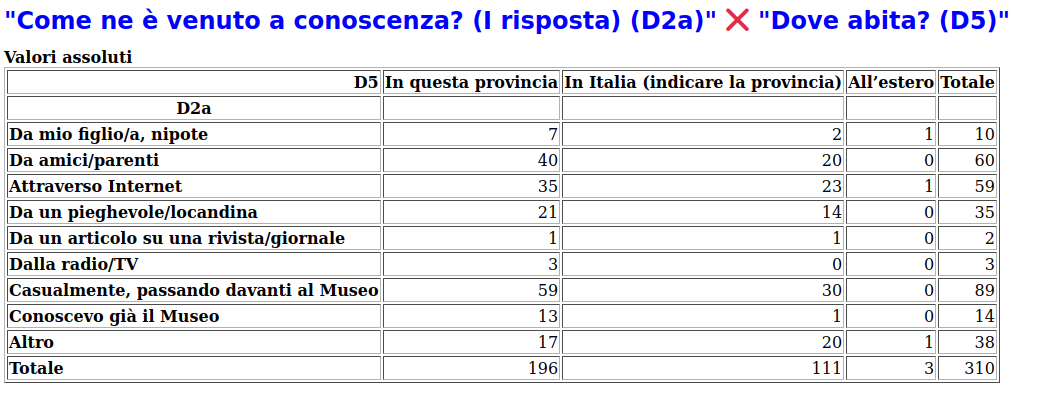 "Come ne è venuto a conoscenza? (I risposta) (D2a)" ❌ "Dove abita? (D5)"
Valori assoluti
D5 In questa provincia In Italia (indicare la provincia) All’estero Totale
D2a
Da mio figlio/a, nipote 7 2 1 10
Da amici/parenti 40 20 0 60
Attraverso Internet 35 23 1 59
Da un pieghevole/locandina 21 14 0 35
Da un articolo su una rivista/giornale 1 1 0 2
Dalla radio/TV 3 0 0 3
Casualmente, passando davanti al Museo 59 30 0 89
Conoscevo già il Museo 13 1 0 14
Altro 17 20 1 38
Totale 196 111 3 310